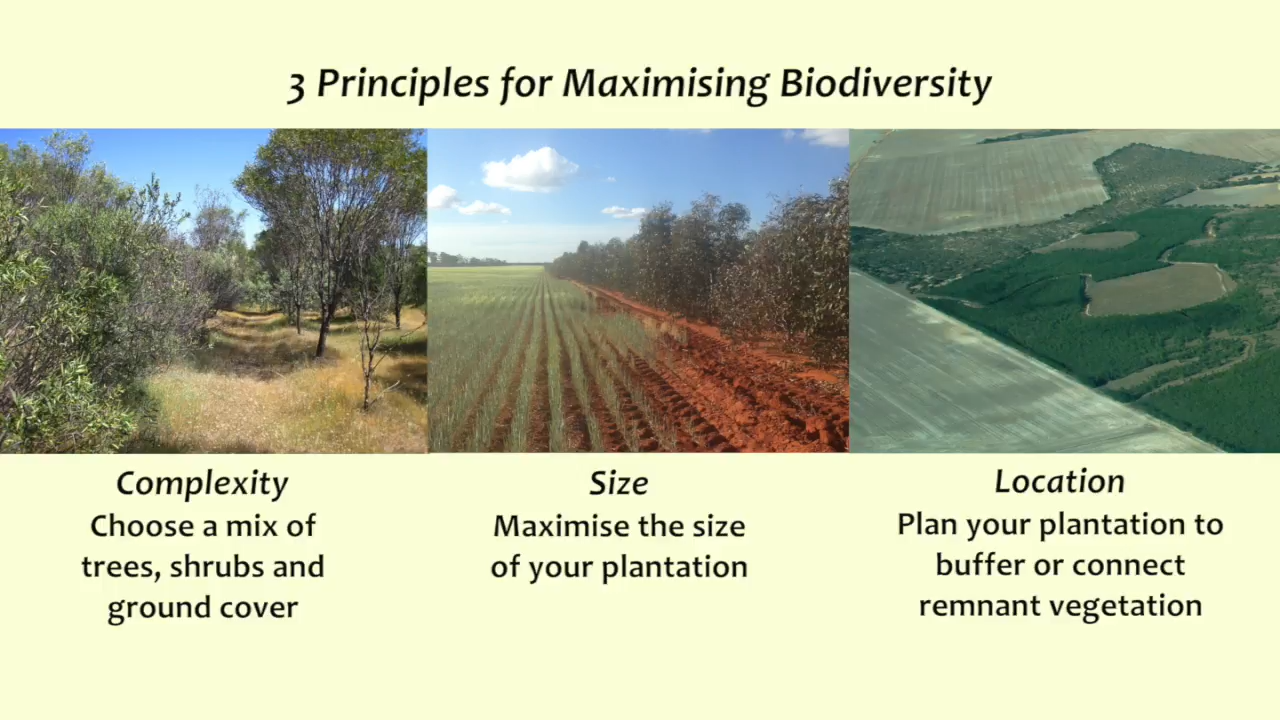 3 Principles for Maximising Biodiversity
Complexity
Choose a mix of
trees, shrubs and
ground cover
Size
Maximise the size
of your plantation
Location
Plan your plantation to
buffer or connect
remnant vegetation